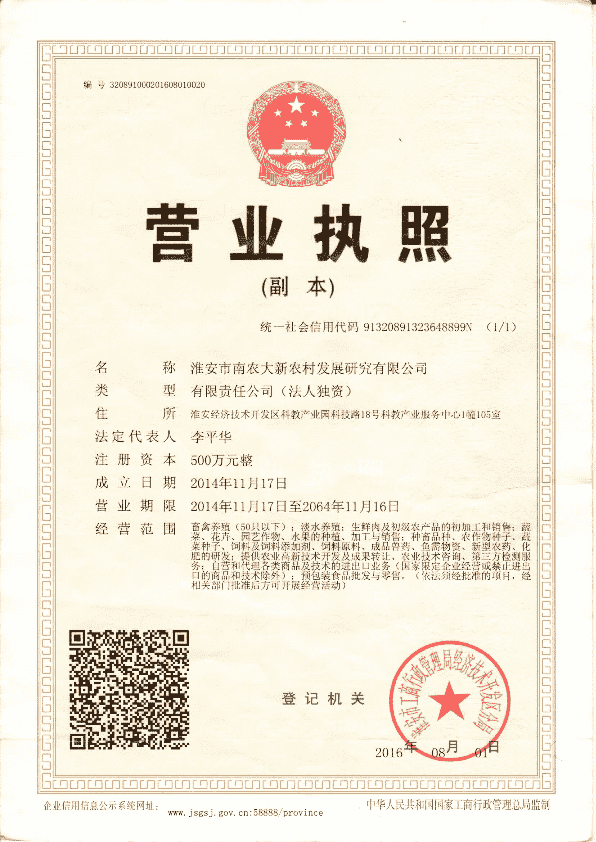 编 号 320891000201608010020
营业执照
(副 本)
统一社会信用代码 91320891323648899N （1/1）
名 称 淮安市南农大新农村发展研究有限公司
类 型 有限责任公司（法人独资）
住 所 淮安经济技术开发区科教产业园科技路18号科教产业服务中心1幢105室
法定代表人 李平华
注册资本 500万元整
成立日期 2014年11月17日
营业期限 2014年11月17日至2064年11月16日
经营范围 畜禽养殖（50只以下）；淡水养殖；生鲜肉及初级农产品的初加工和销售；蔬
菜、花卉、园艺作物、水果的种植、加工与销售；种畜品种、农作物种子、蔬
菜种子、饲料及饲料添加剂、饲料原料、成品兽药、鱼需物资、新型农药、化
肥的研发；提供农业高新技术开发及成果转让、农业技术咨询、第三方检测服
务；自营和代理各类商品及技术的进出口业务（国家限定企业经营或禁止进出
口的商品和技术除外）；预包装食品批发与零售。（依法须经批准的项目，经
相关部门批准后方可开展经营活动）
登记机关
淮安市工商行政管理局经济技术开发区分局
2016年 08月 01日
企业信用信息公示系统网址：
www.jsgsj.gov.cn:58888/province
中华人民共和国国家工商行政管理总局监制